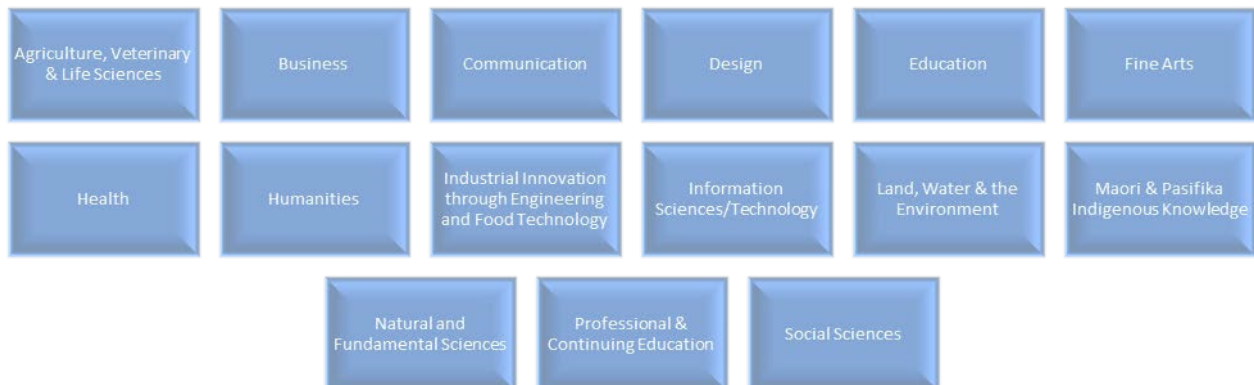 Agriculture, Veterinary
& Life Sciences
Business
Communication
Design
Education
Fine Arts
Health
Humanities
Industrial Innovation
through Engineering
and Food Technology
Information
Sciences/Technology
Land, Water & the
Environment
Maori & Pasifika
Indigenous Knowledge
Natural and
Fundamental Sciences
Professional &
Continuing Education
Social Sciences